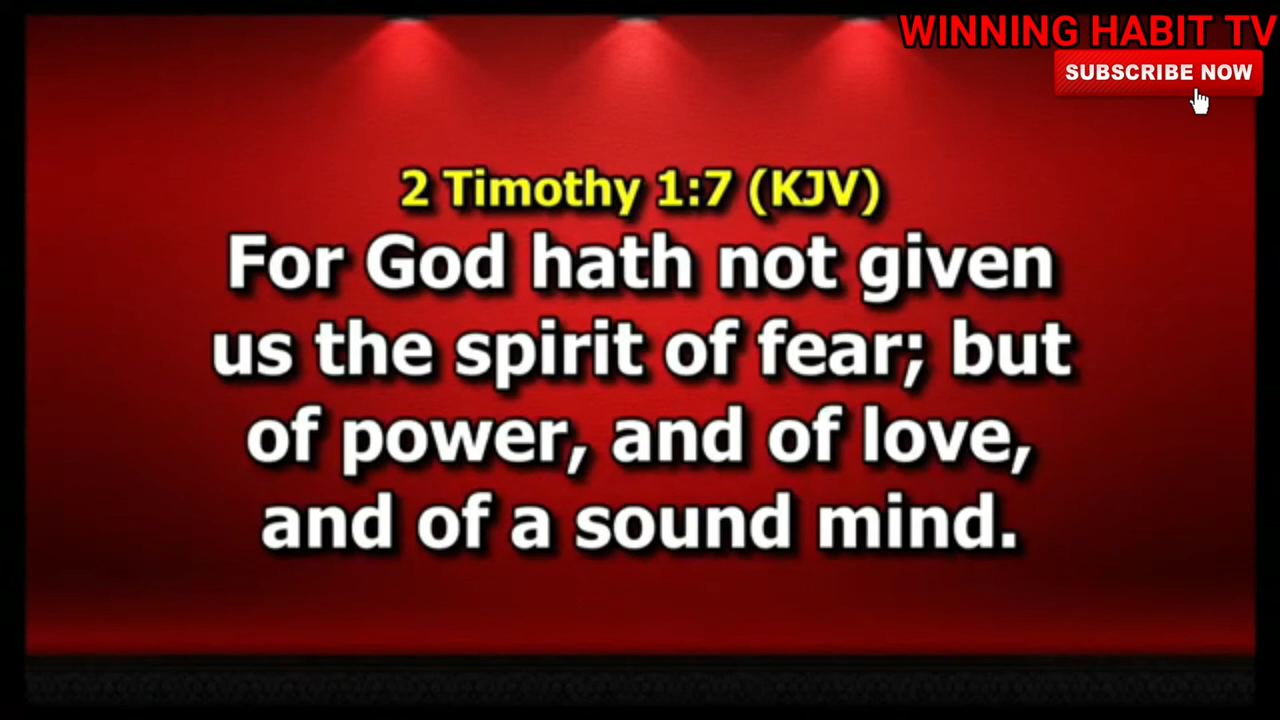 WINNING HABIT TV
SUBSCRIBE NOW
2 Timothy 1:7 (KJV)
For God hath not given
us the spirit of fear; but
of power, and of love,
and of a sound mind.